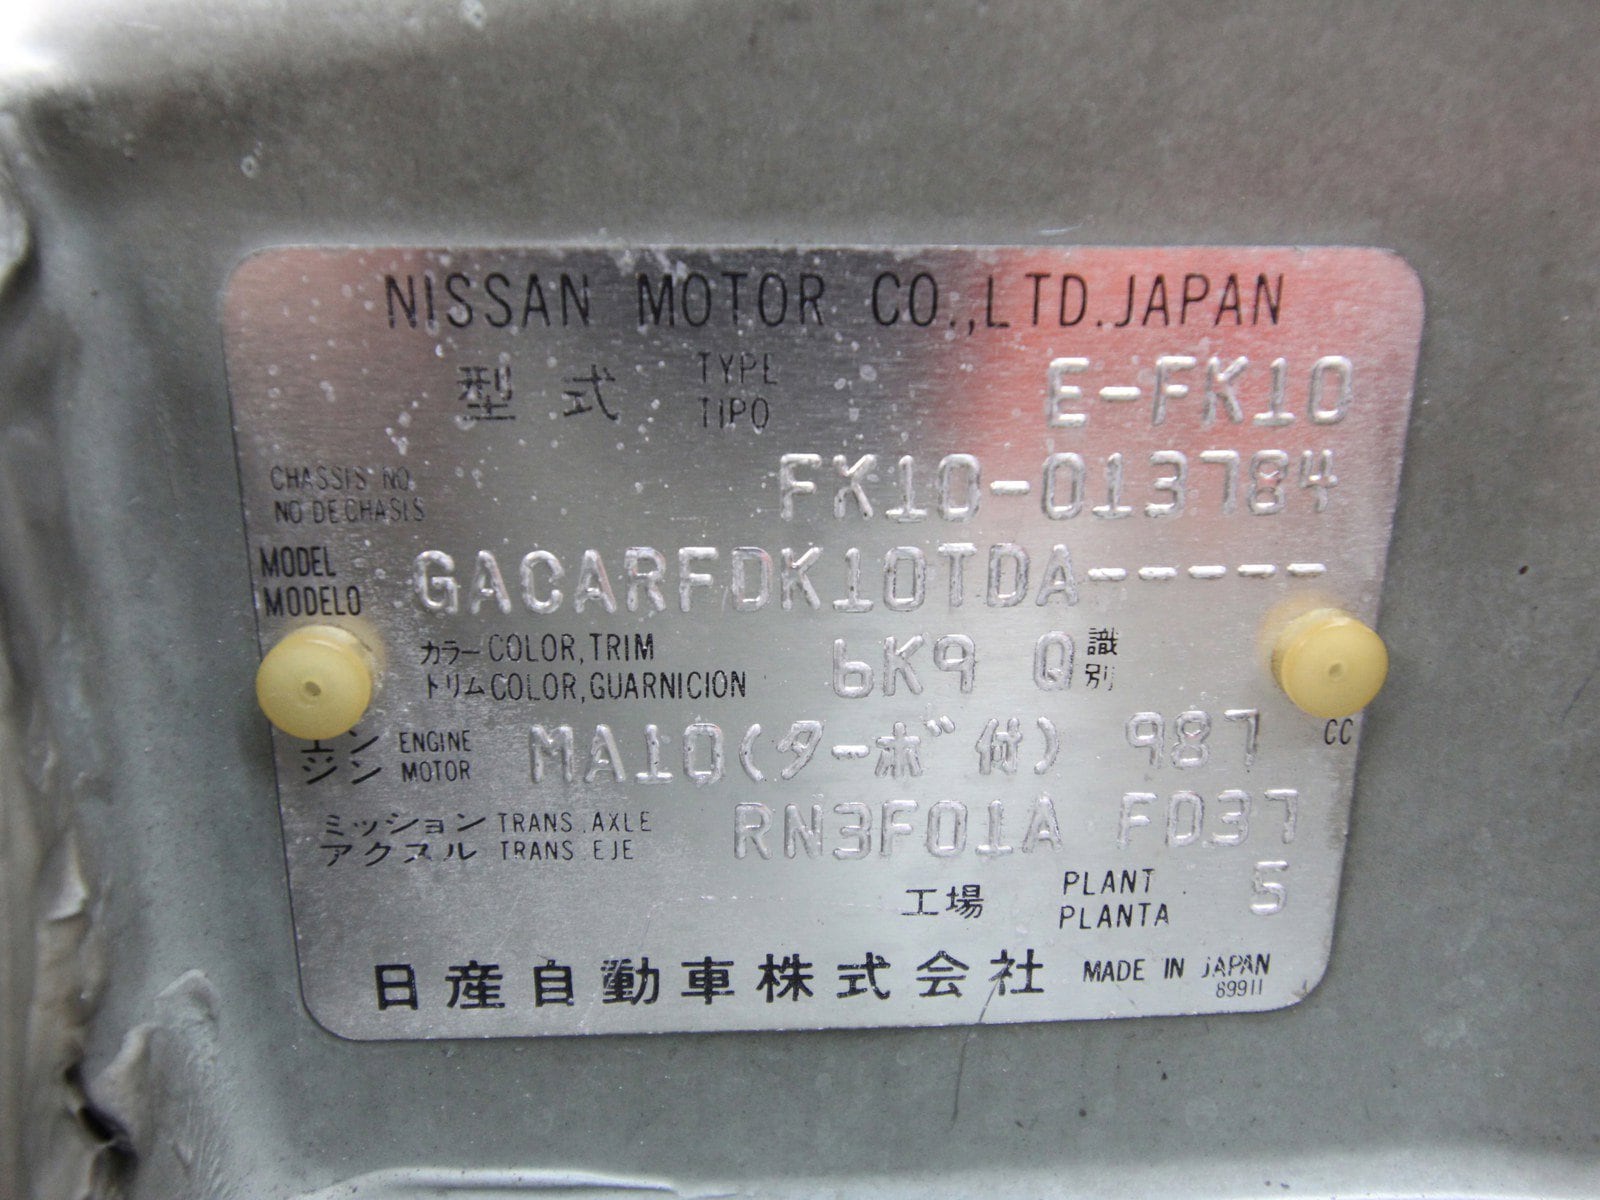 NISSAN MOTOR CO.,LTD.JAPAN
型式 TYPE E-FK10
TIPO
CHASSIS NO. FK10-013784
NO DE CHASIS
MODEL GACARFDK10TDA-----
MODELO
カラー COLOR,TRIM 6K9 Q 識別
トリム COLOR,GUARNICION
エンジン ENGINE MA10(ターボ付) 987 CC
MOTOR
ミッション TRANS.AXLE RN3F01A FD37
アクスル TRANS EJE
工場 PLANT 5
PLANTA
日産自動車株式会社 MADE IN JAPAN
89911